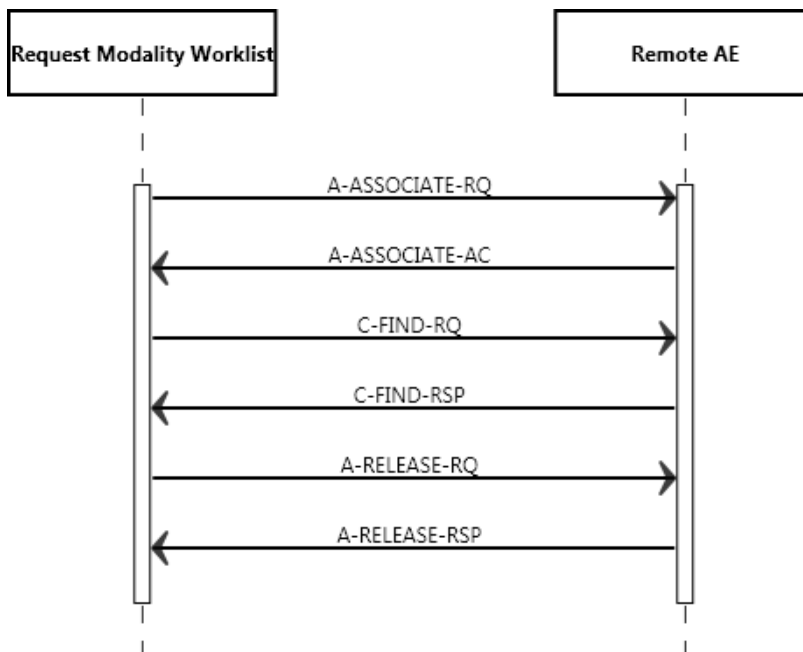 Request Modality Worklist
Remote AE
A-ASSOCIATE-RQ
A-ASSOCIATE-AC
C-FIND-RQ
C-FIND-RSP
A-RELEASE-RQ
A-RELEASE-RSP